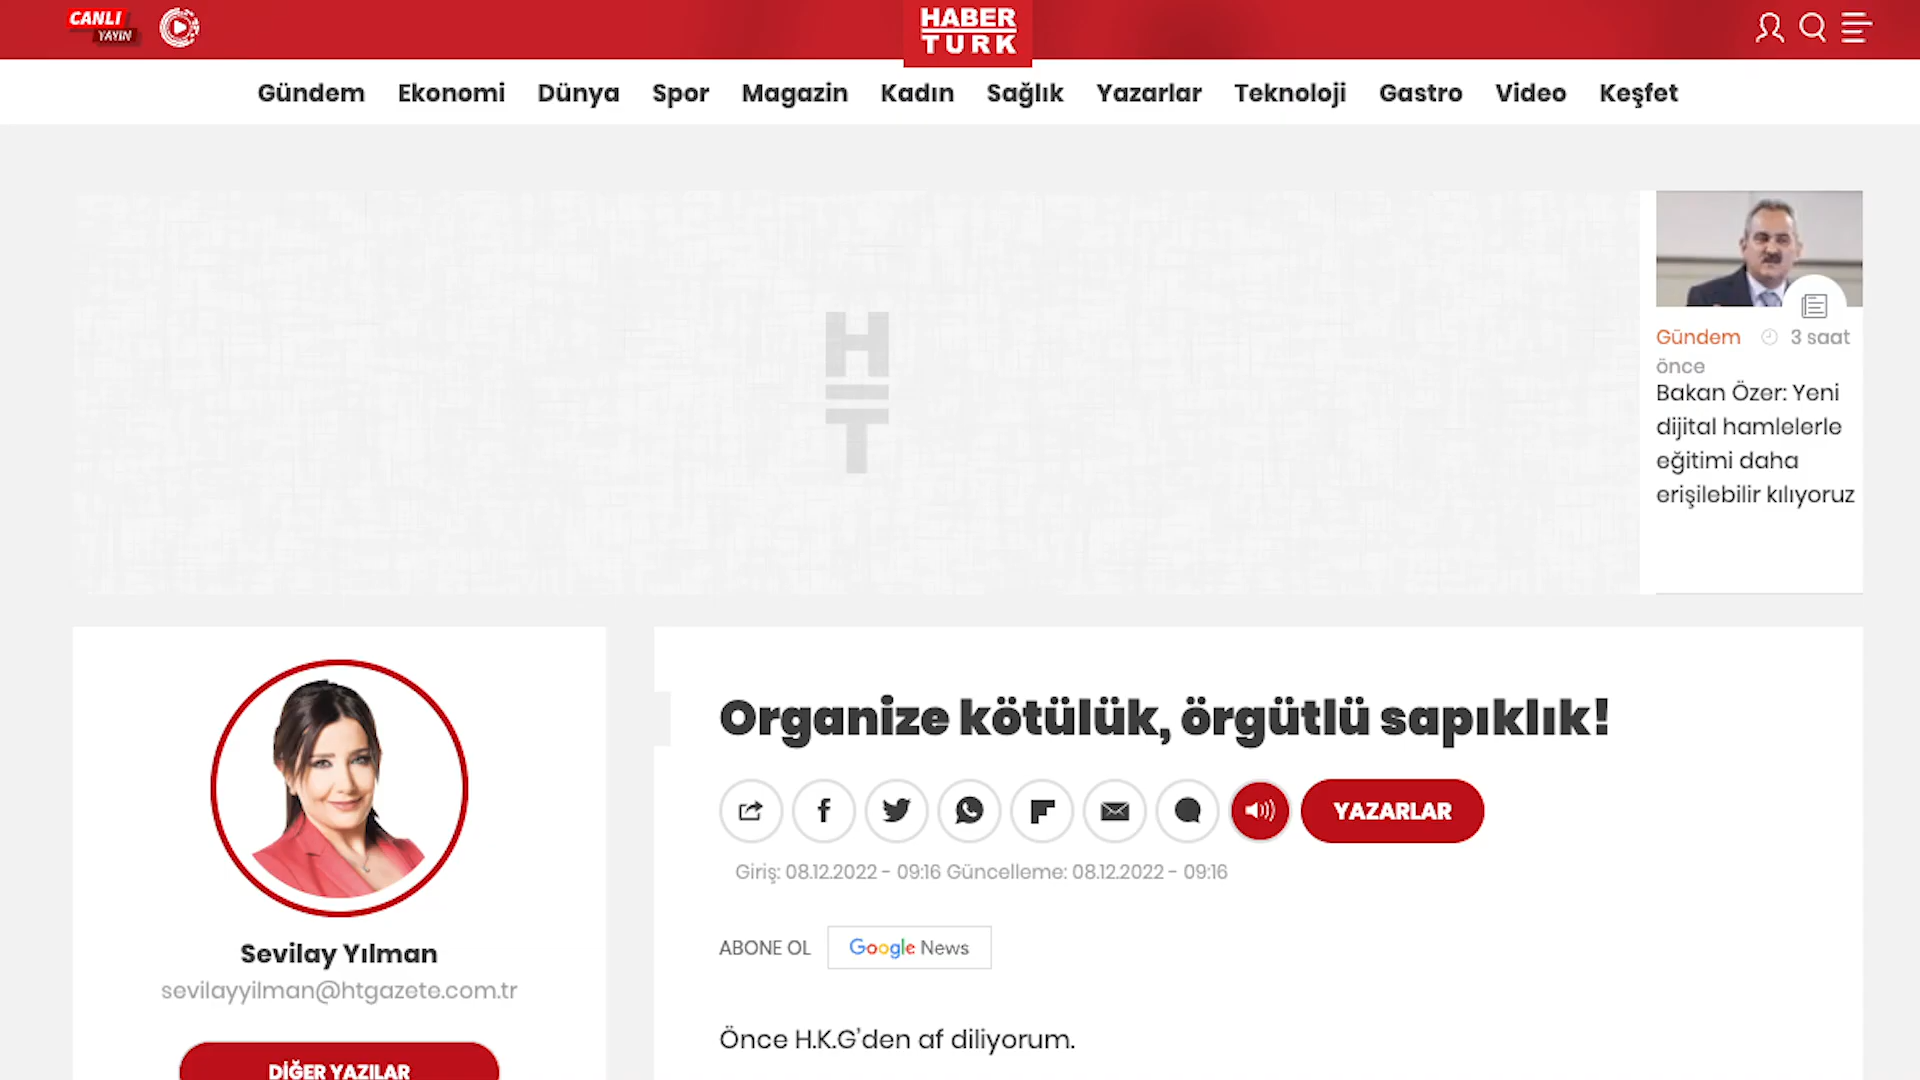 CANLI
YAYIN
HABER
TURK
Gündem Ekonomi Dünya Spor Magazin Kadın Sağlık Yazarlar Teknoloji Gastro Video Keşfet
H
T
Gündem 3 saat
önce
Bakan Özer: Yeni
dijital hamlelerle
eğitimi daha
erişilebilir kılıyoruz
Sevilay Yılman
sevilayyilman@htgazete.com.tr
DİĞER YAZILAR
Organize kötülük, örgütlü sapıklık!
YAZARLAR
Giriş: 08.12.2022 - 09:16 Güncelleme: 08.12.2022 - 09:16
ABONE OL Google News
Önce H.K.G'den af diliyorum.